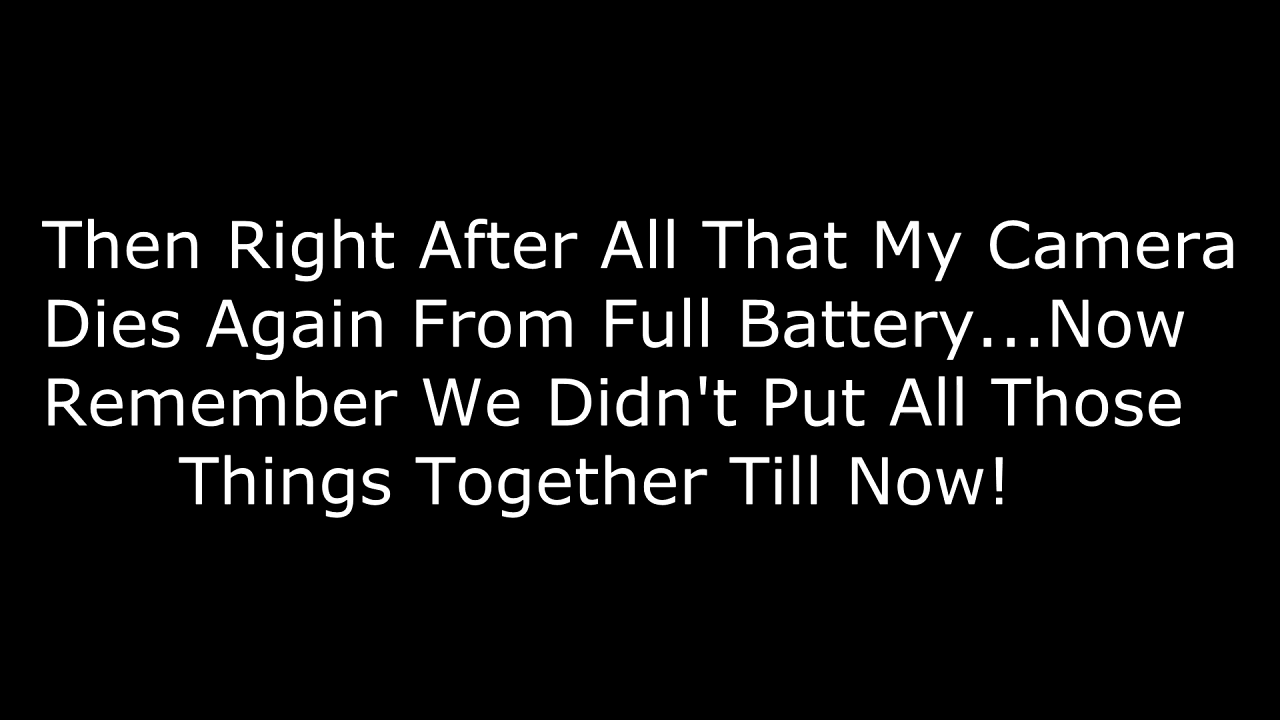 Then Right After All That My Camera
Dies Again From Full Battery...Now
Remember We Didn't Put All Those
Things Together Till Now!